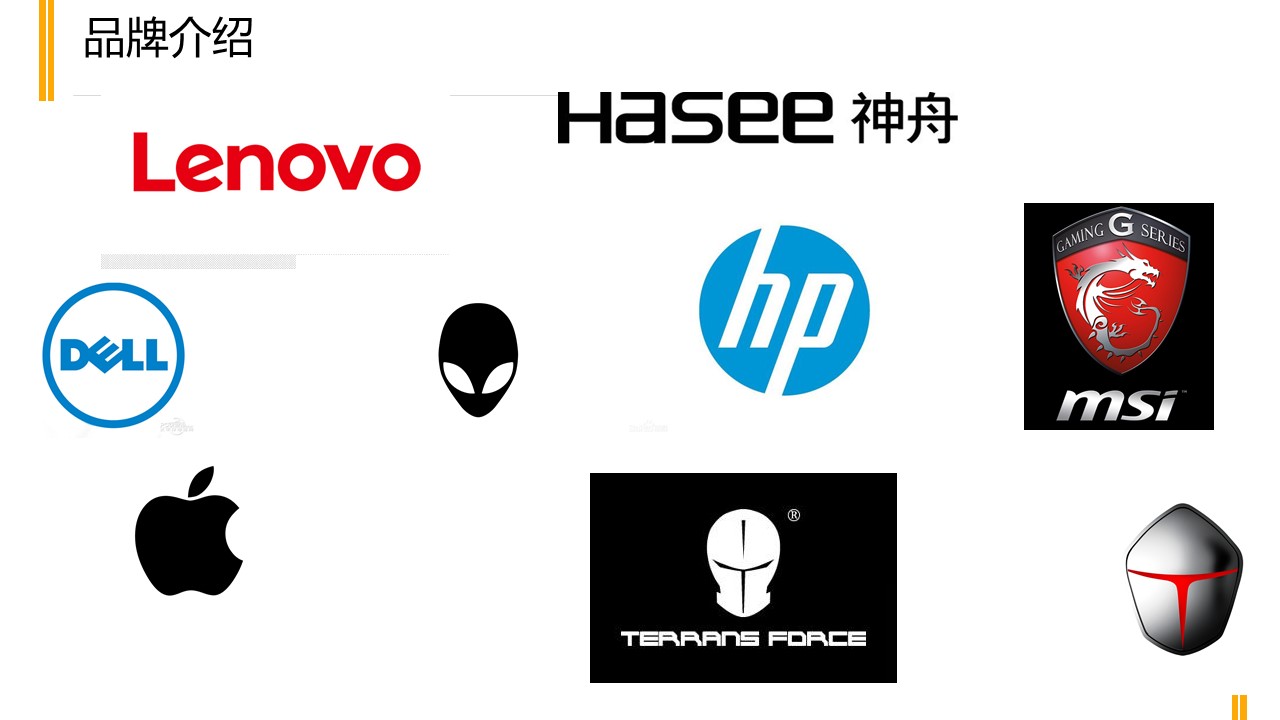 品牌介绍
Hasee 神舟
Lenovo
GAMING G SERIES
hp
DELL
msi
®
TERRANS FORCE